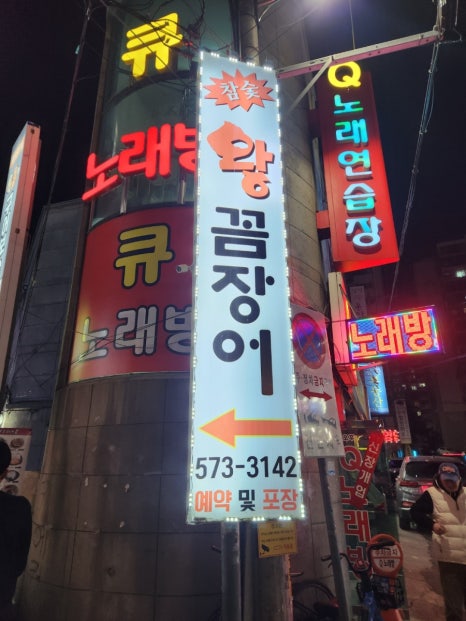 큐
노래방
큐
노래방
참숯
왕
꼼장어
573-3142
예약 및 포장
Q
노래연습장
노래방